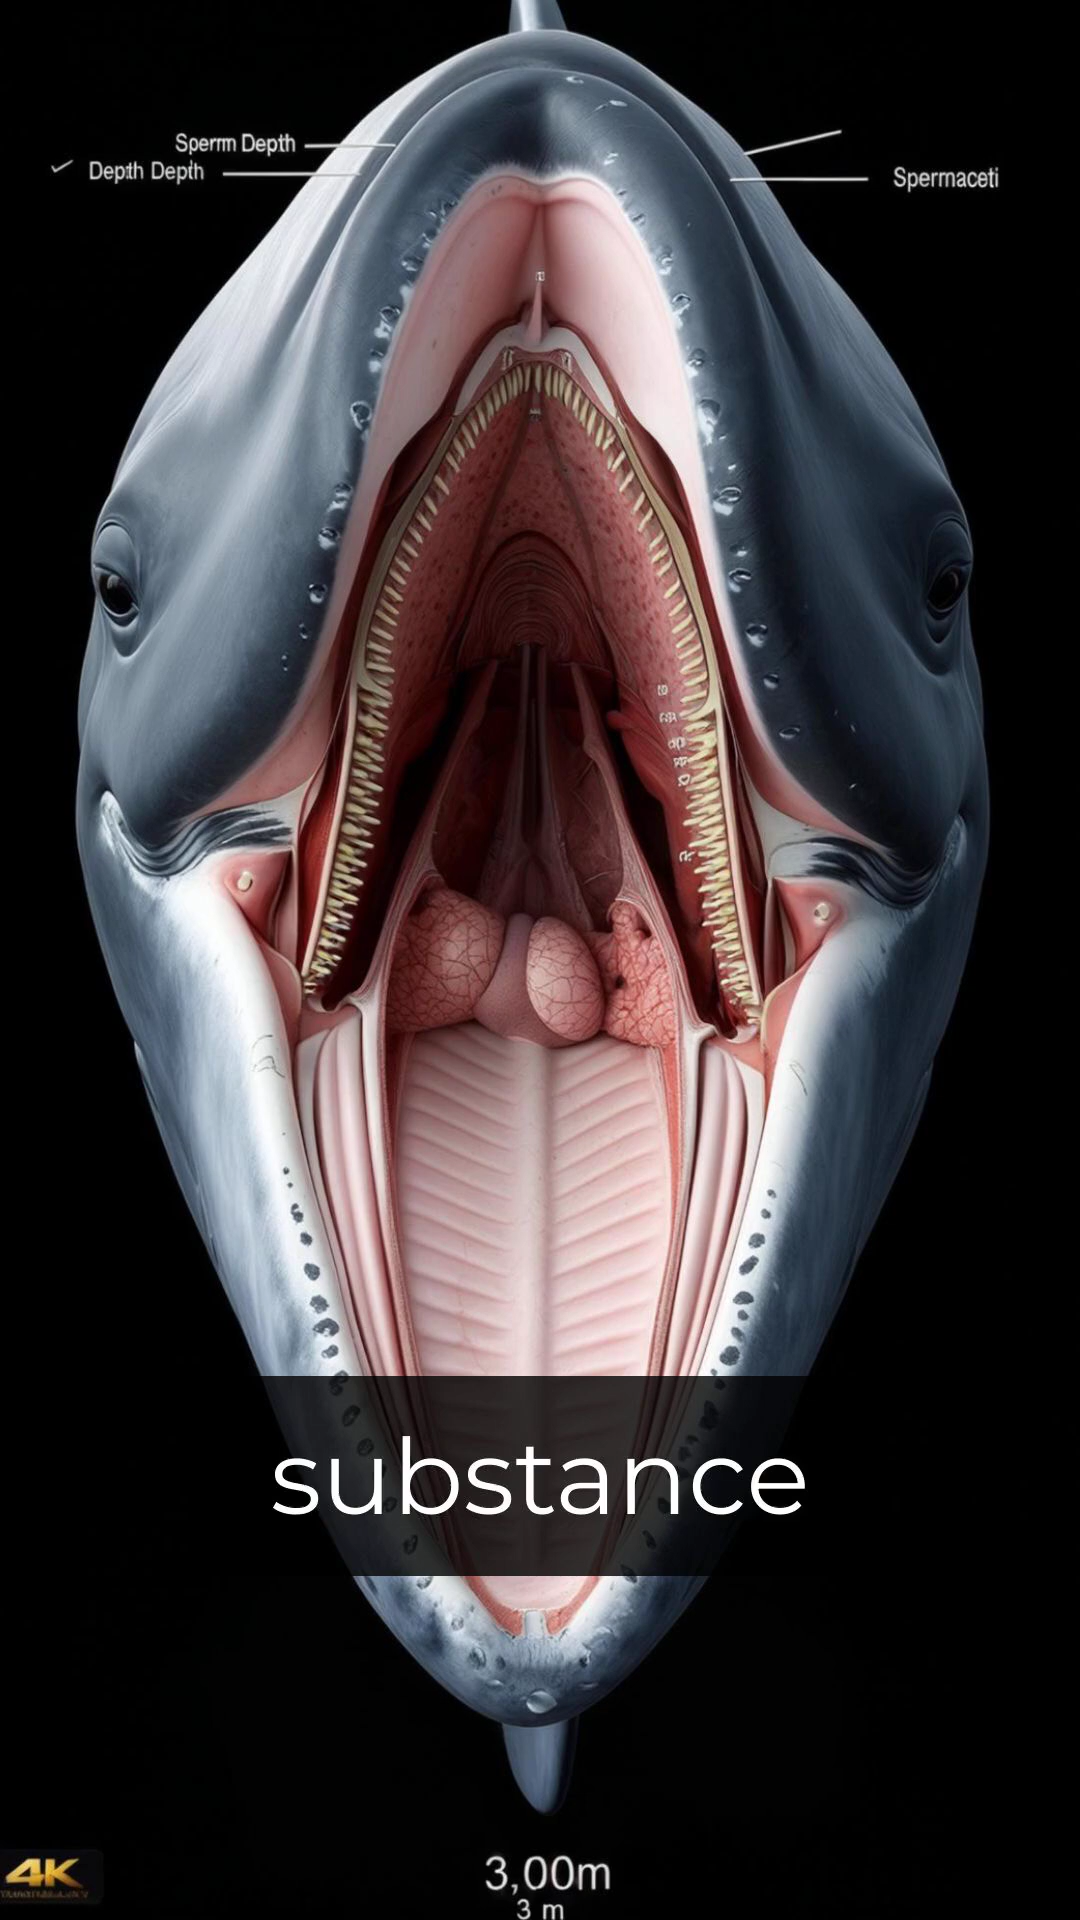 Sperm Depth
Depth Depth
Spermaceti
substance
4K
3,00m
3 m